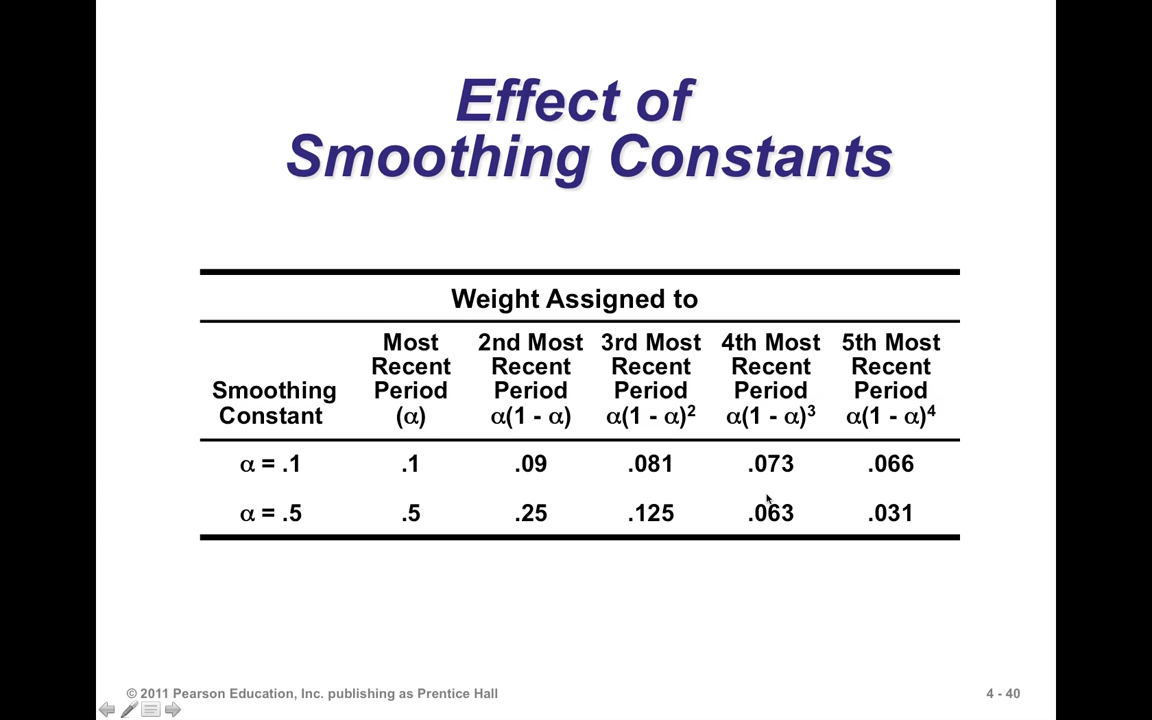 Effect of
Smoothing Constants
Weight Assigned to
Smoothing Constant
Most Recent Period (α)
2nd Most Recent Period α(1 - α)
3rd Most Recent Period α(1 - α)²
4th Most Recent Period α(1 - α)³
5th Most Recent Period α(1 - α)⁴
α = .1 .1 .09 .081 .073 .066
α = .5 .5 .25 .125 .063 .031
© 2011 Pearson Education, Inc. publishing as Prentice Hall
4 - 40